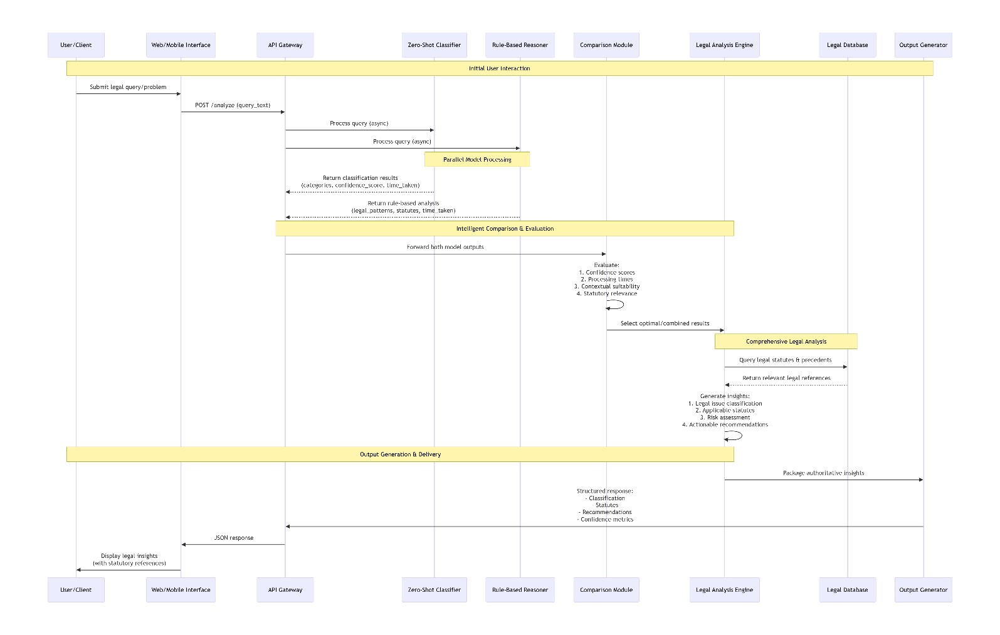 User/Client
Web/Mobile Interface
API Gateway
Zero-Shot Classifier
Rule-Based Reasoner
Comparison Module
Legal Analysis Engine
Legal Database
Output Generator
Initial User Interaction
Submit legal query/problem
POST /analyze (query_text)
Process query (async)
Process query (async)
Parallel Model Processing
Return classification results
(categories, confidence_score, time_taken)
Return rule-based analysis
(legal_patterns, statutes, time_taken)
Intelligent Comparison & Evaluation
Forward both model outputs
Evaluate:
1. Confidence scores
2. Processing times
3. Contextual suitability
4. Statutory relevance
Select optimal/combined results
Comprehensive Legal Analysis
Query legal statutes & precedents
Return relevant legal references
Generate insights:
1. Legal issue classification
2. Applicable statutes
3. Risk assessment
4. Actionable recommendations
Output Generation & Delivery
Package authoritative insights
Structured response:
- Classification
- Statutes
- Recommendations
- Confidence metrics
JSON response
Display legal insights
(with statutory references)
User/Client
Web/Mobile Interface
API Gateway
Zero-Shot Classifier
Rule-Based Reasoner
Comparison Module
Legal Analysis Engine
Legal Database
Output Generator